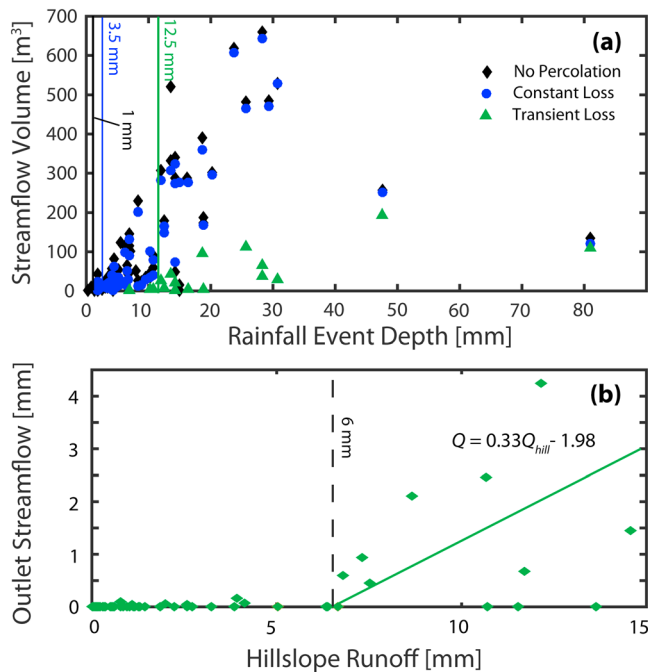 700
600
500
400
300
200
100
0
Streamflow Volume [m³]
1 mm
3.5 mm
12.5 mm
(a)
No Percolation
Constant Loss
Transient Loss
0 10 20 30 40 50 60 70 80 90
Rainfall Event Depth [mm]
4
3
2
1
0
Outlet Streamflow [mm]
6 mm
(b)
Q = 0.33Qhill - 1.98
0 5 10 15
Hillslope Runoff [mm]